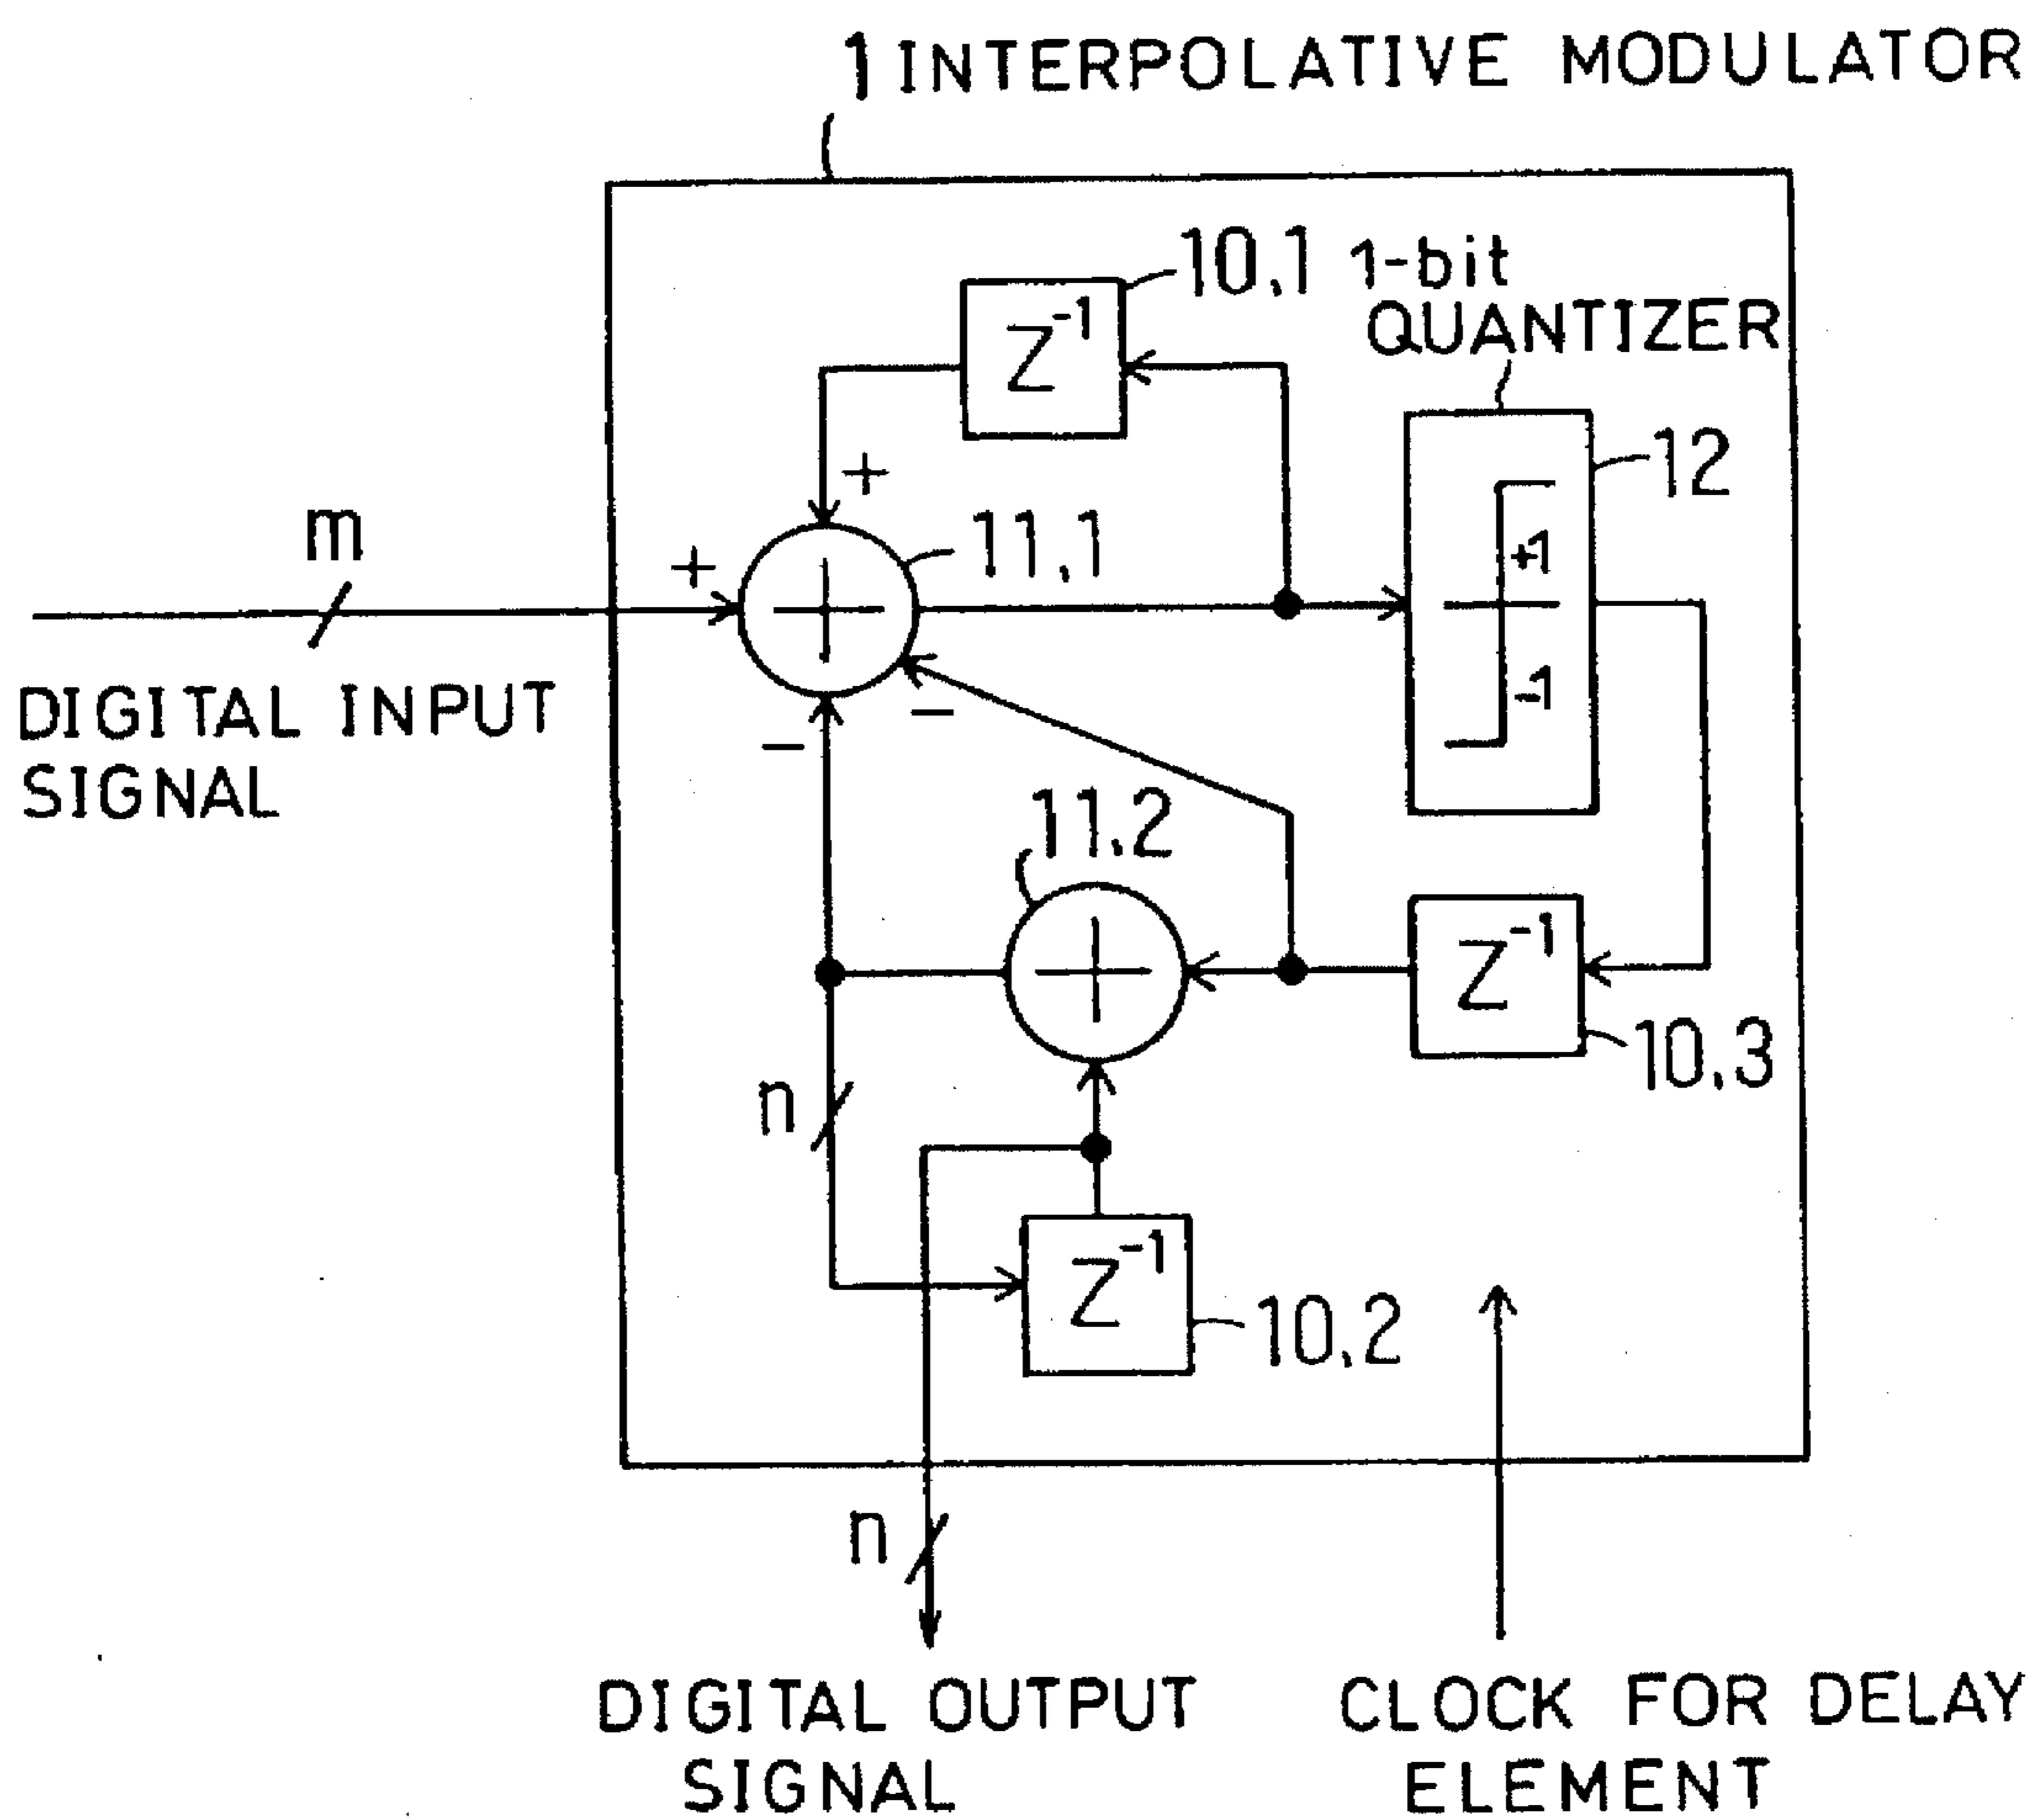 1 INTERPOLATIVE MODULATOR
10,1
1-bit
QUANTIZER
Z⁻¹
12
+
m
+
11,1
+1
-1
DIGITAL INPUT
SIGNAL
-
-
11,2
Z⁻¹
10,3
n
Z⁻¹
10,2
n
DIGITAL OUTPUT
SIGNAL
CLOCK FOR DELAY
ELEMENT